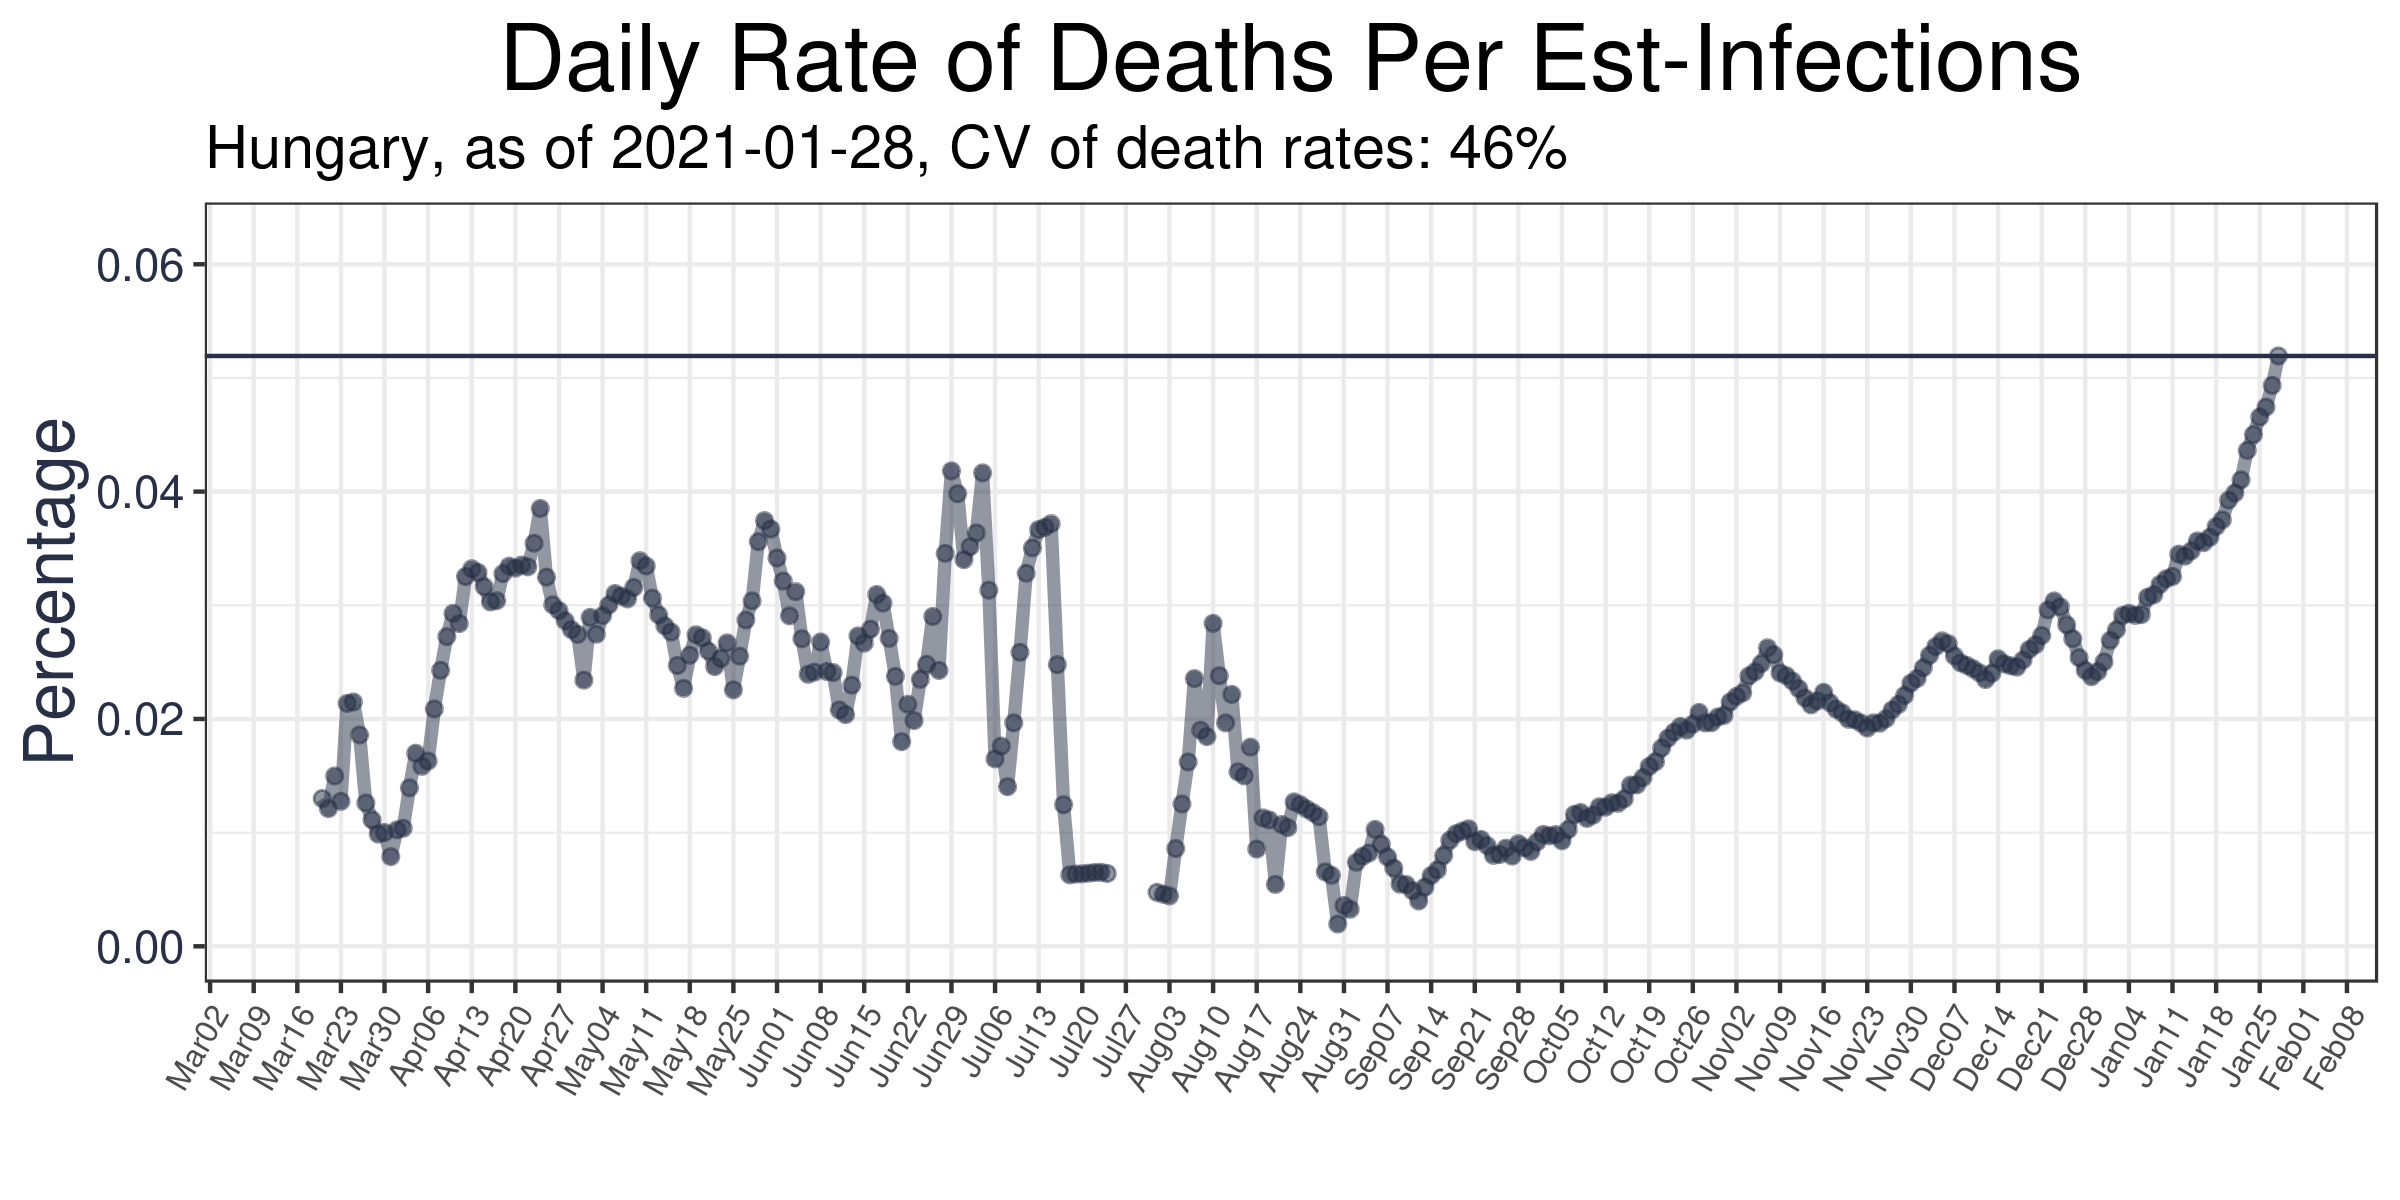 Daily Rate of Deaths Per Est-Infections
Hungary, as of 2021-01-28, CV of death rates: 46%
Percentage
0.06
0.04
0.02
0.00
Mar02
Mar09
Mar16
Mar23
Mar30
Apr06
Apr13
Apr20
Apr27
May04
May11
May18
May25
Jun01
Jun08
Jun15
Jun22
Jun29
Jul06
Jul13
Jul20
Jul27
Aug03
Aug10
Aug17
Aug24
Aug31
Sep07
Sep14
Sep21
Sep28
Oct05
Oct12
Oct19
Oct26
Nov02
Nov09
Nov16
Nov23
Nov30
Dec07
Dec14
Dec21
Dec28
Jan04
Jan11
Jan18
Jan25
Feb01
Feb08